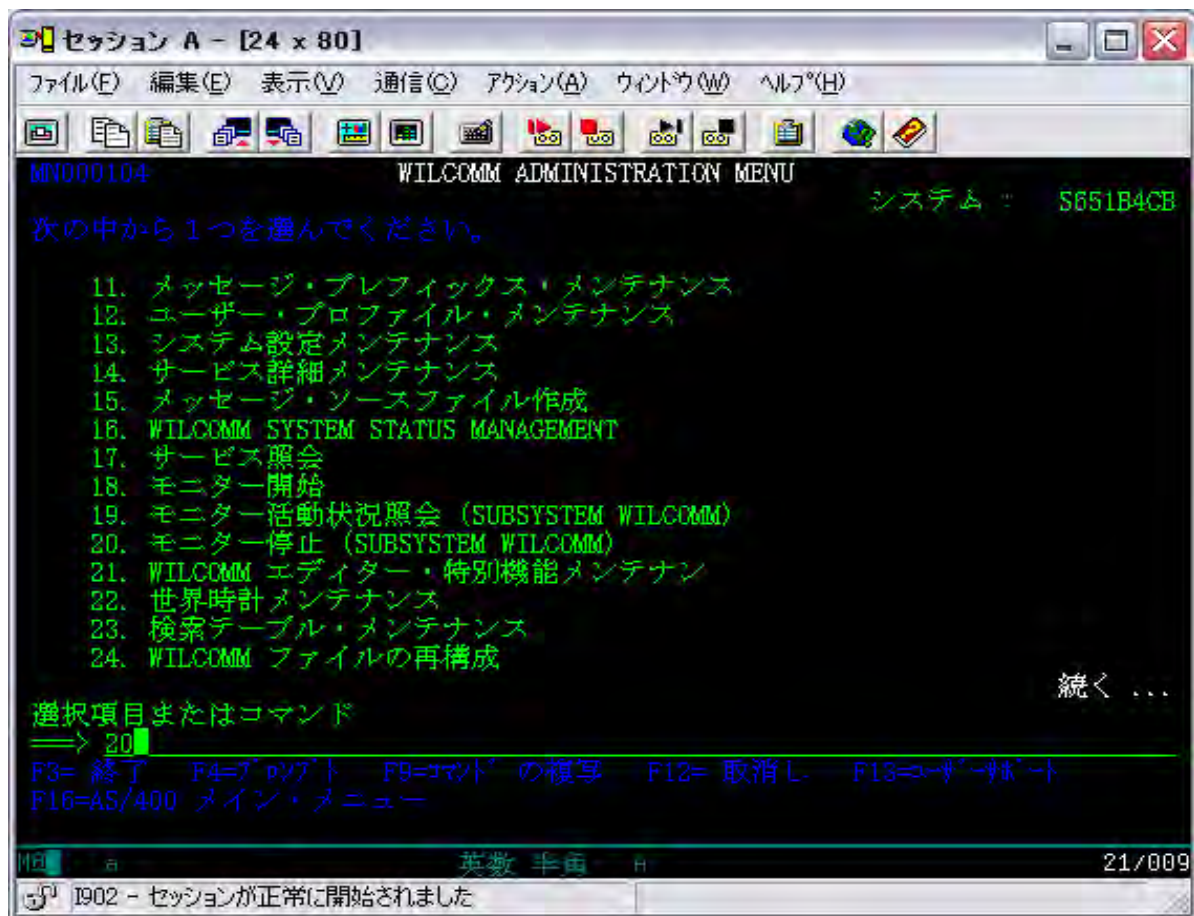 セッション A - [24 x 80]
ファイル(F) 編集(E) 表示(V) 通信(C) アクション(A) ウィンドウ(W) ヘルプ(H)
MN000104 WILCOMM ADMINISTRATION MENU
システム： S651B4CB
次の中から１つを選んでください。
11. メッセージ・プレフィックス・メンテナンス
12. ユーザー・プロファイル・メンテナンス
13. システム設定メンテナンス
14. サービス詳細メンテナンス
15. メッセージ・ソースファイル作成
16. WILCOMM SYSTEM STATUS MANAGEMENT
17. サービス照会
18. モニター開始
19. モニター活動状況照会 (SUBSYSTEM WILCOMM)
20. モニター停止 (SUBSYSTEM WILCOMM)
21. WILCOMM エディター・特別機能メンテナン
22. 世界時計メンテナンス
23. 検索テーブル・メンテナンス
24. WILCOMM ファイルの再構成
続く ...
選択項目またはコマンド
===> 20
F3= 終了 F4=ﾌﾟﾛﾝﾌﾟﾄ F9=ｺﾏﾝﾄﾞ の複写 F12= 取消し F13=ﾕｰｻﾞｰｻﾎﾟｰﾄ
F16=AS/400 メイン・メニュー
a 英数 半角 A 21/009
I902 - セッションが正常に開始されました